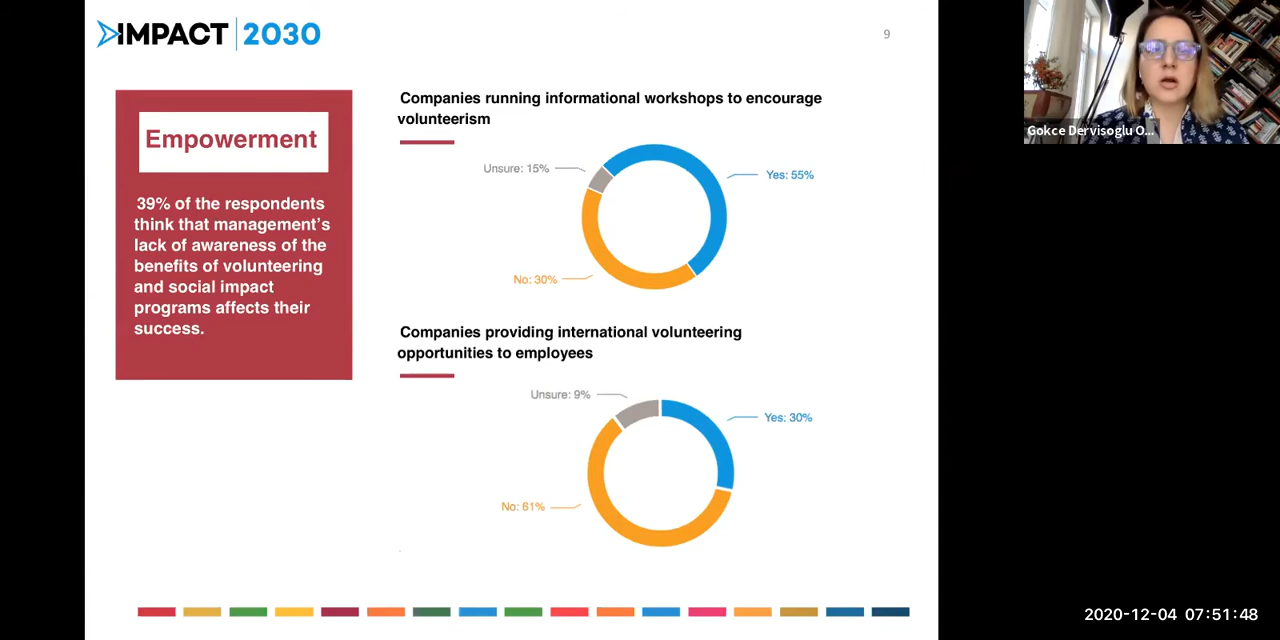 IMPACT 2030
9
Empowerment
39% of the respondents
think that management's
lack of awareness of the
benefits of volunteering
and social impact
programs affects their
success.
Companies running informational workshops to encourage
volunteerism
Unsure: 15%
Yes: 55%
No: 30%
Companies providing international volunteering
opportunities to employees
Unsure: 9%
Yes: 30%
No: 61%
Gokce Dervisoglu O...
2020-12-04 07:51:48